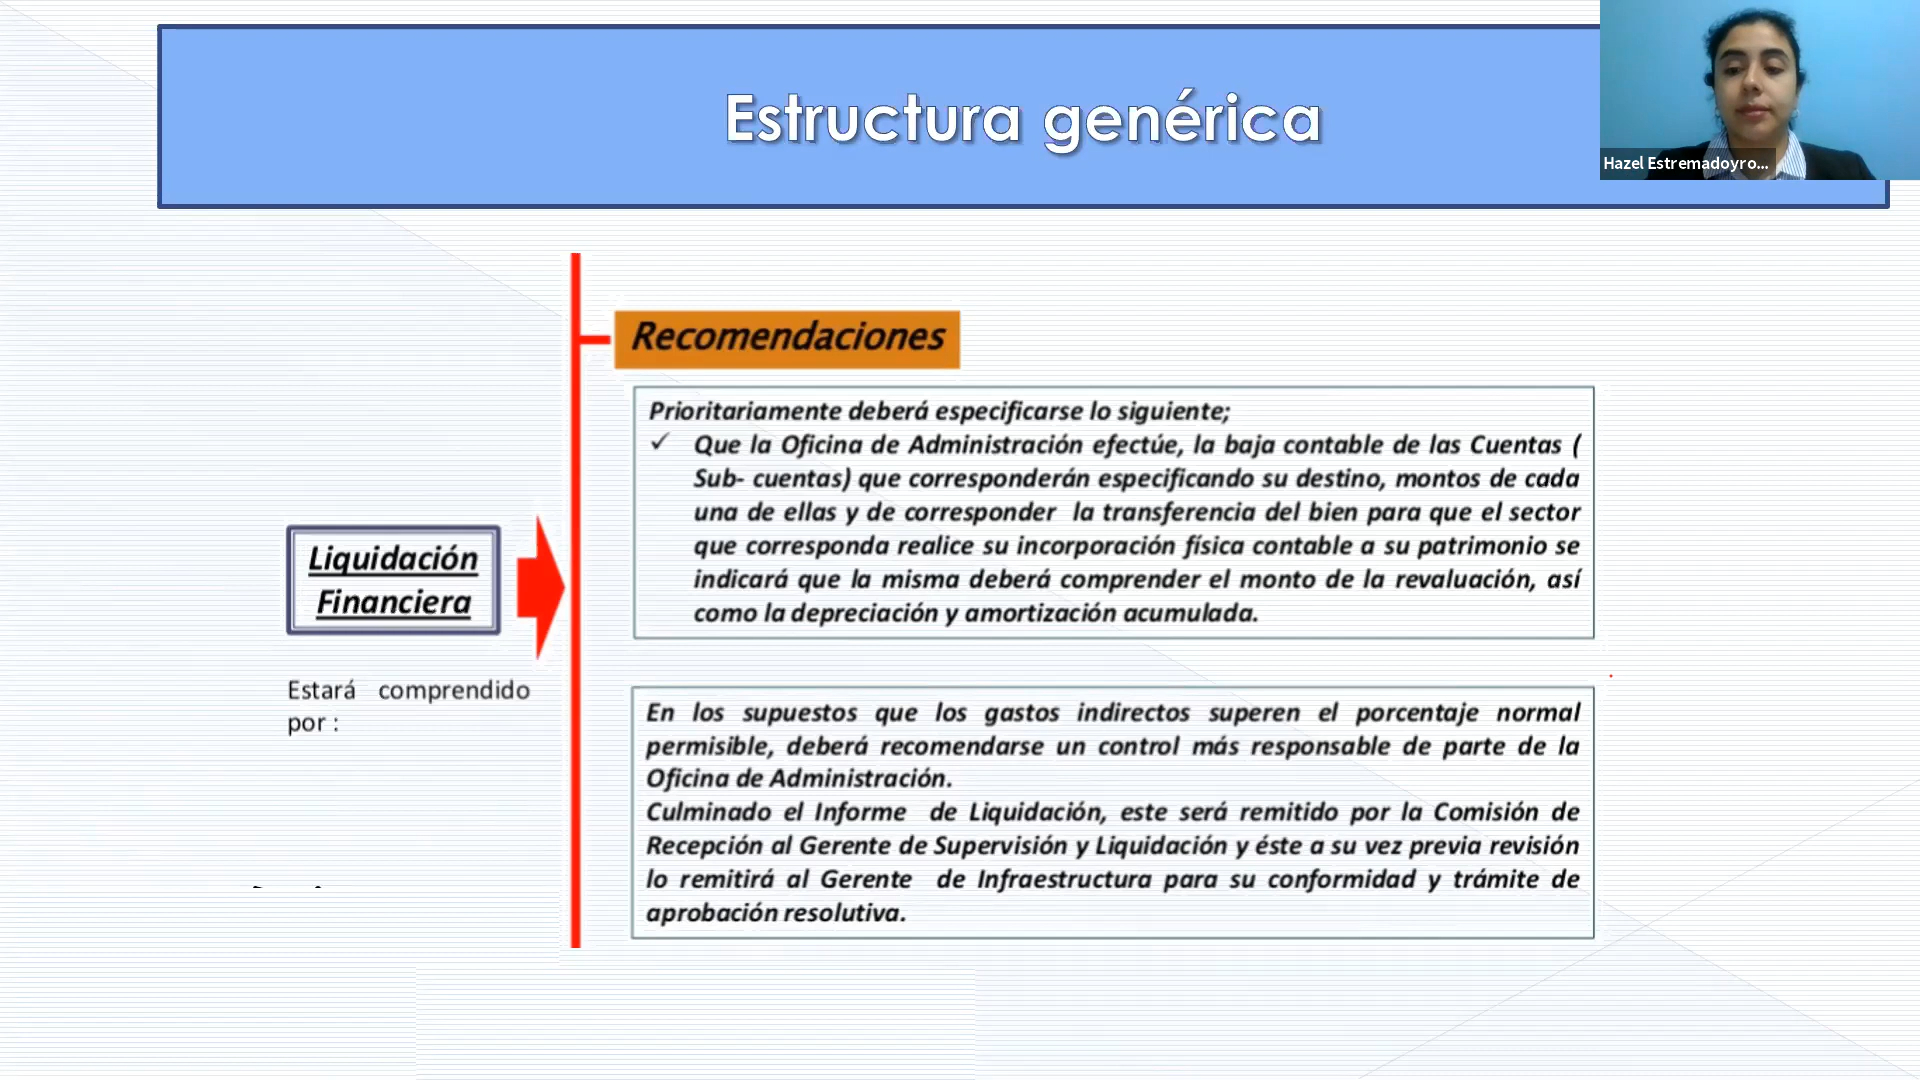 Estructura genérica
Hazel Estremadoyro...
Recomendaciones
Prioritariamente deberá especificarse lo siguiente;
✓ Que la Oficina de Administración efectúe, la baja contable de las Cuentas (
Sub- cuentas) que corresponderán especificando su destino, montos de cada
una de ellas y de corresponder la transferencia del bien para que el sector
que corresponda realice su incorporación física contable a su patrimonio se
indicará que la misma deberá comprender el monto de la revaluación, así
como la depreciación y amortización acumulada.
Liquidación
Financiera
Estará comprendido
por :
En los supuestos que los gastos indirectos superen el porcentaje normal
permisible, deberá recomendarse un control más responsable de parte de la
Oficina de Administración.
Culminado el Informe de Liquidación, este será remitido por la Comisión de
Recepción al Gerente de Supervisión y Liquidación y éste a su vez previa revisión
lo remitirá al Gerente de Infraestructura para su conformidad y trámite de
aprobación resolutiva.